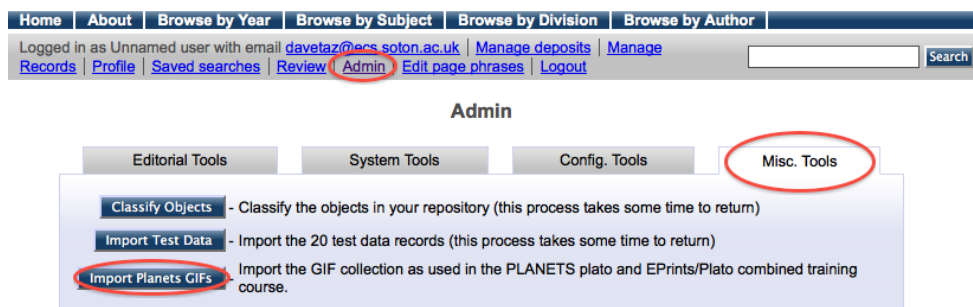 Home | About | Browse by Year | Browse by Subject | Browse by Division | Browse by Author
Logged in as Unnamed user with email davetaz@ecs.soton.ac.uk | Manage deposits | Manage
Records | Profile | Saved searches | Review | Admin | Edit page phrases | Logout
Search
Admin
Editorial Tools System Tools Config. Tools Misc. Tools
Classify Objects - Classify the objects in your repository (this process takes some time to return)
Import Test Data - Import the 20 test data records (this process takes some time to return)
Import Planets GIFs - Import the GIF collection as used in the PLANETS plato and EPrints/Plato combined training
course.